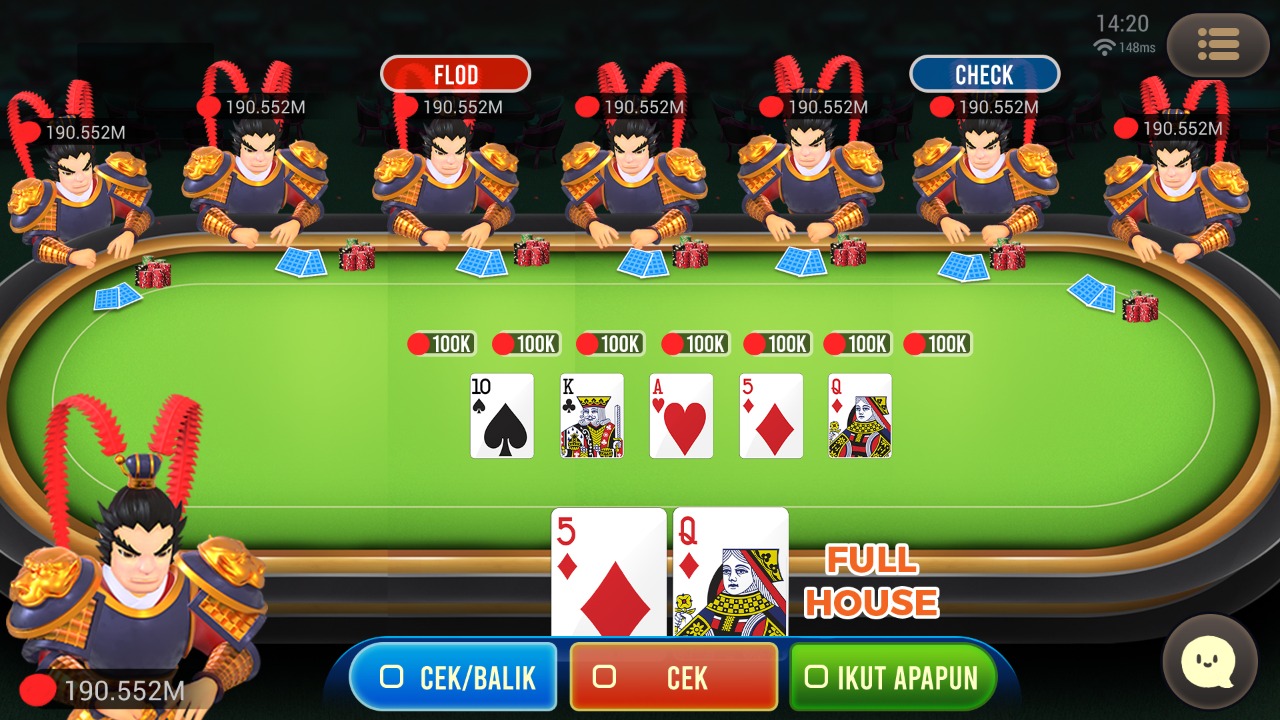 14:20
148ms
FLOD
CHECK
190.552M
190.552M
190.552M
190.552M
190.552M
190.552M
190.552M
100K
100K
100K
100K
100K
100K
100K
10
K
A
5
Q
5
Q
FULL
HOUSE
190.552M
CEK/BALIK
CEK
IKUT APAPUN